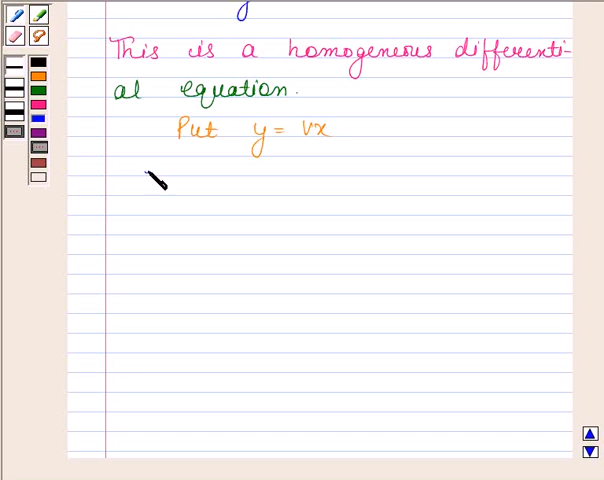 This is a homogeneous differenti-
al equation.
Put y = vx